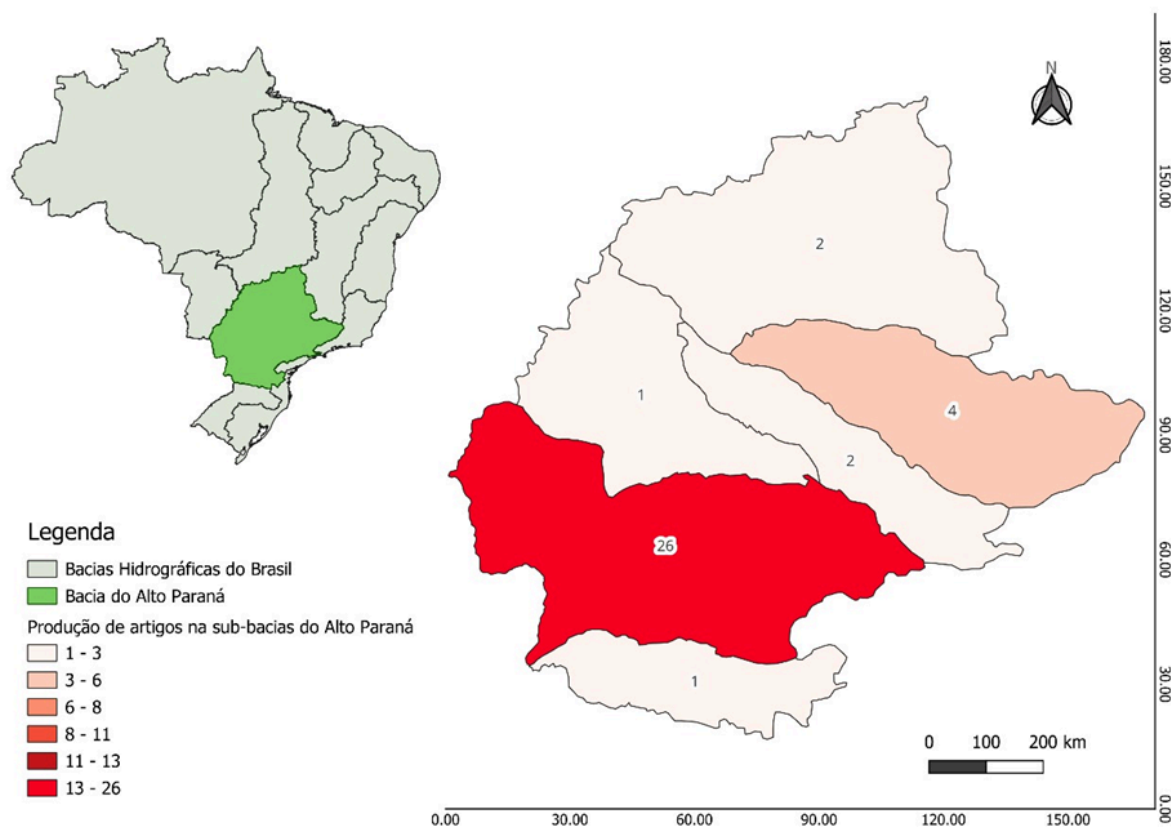 N
2
1
4
2
26
1
Legenda
Bacias Hidrográficas do Brasil
Bacia do Alto Paraná
Produção de artigos na sub-bacias do Alto Paraná
1 - 3
3 - 6
6 - 8
8 - 11
11 - 13
13 - 26
0 100 200 km
180.00
150.00
120.00
90.00
60.00
30.00
0.00
0.00 30.00 60.00 90.00 120.00 150.00